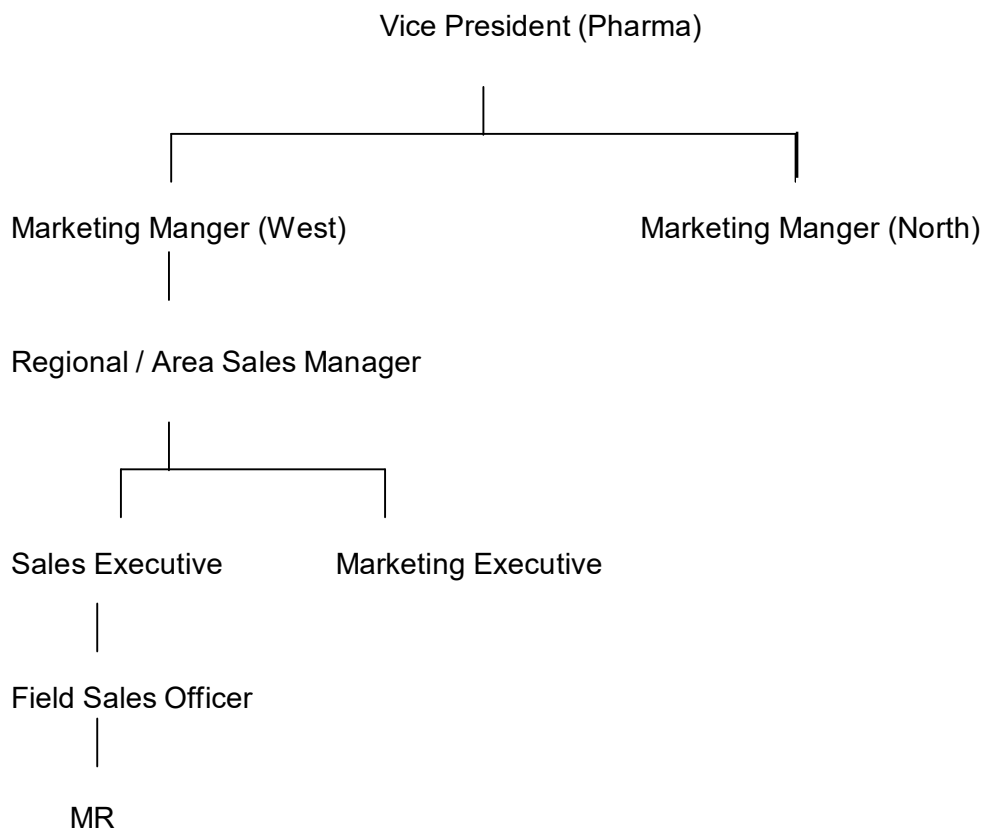 Vice President (Pharma)
Marketing Manger (West) Marketing Manger (North)
Regional / Area Sales Manager
Sales Executive Marketing Executive
Field Sales Officer
MR